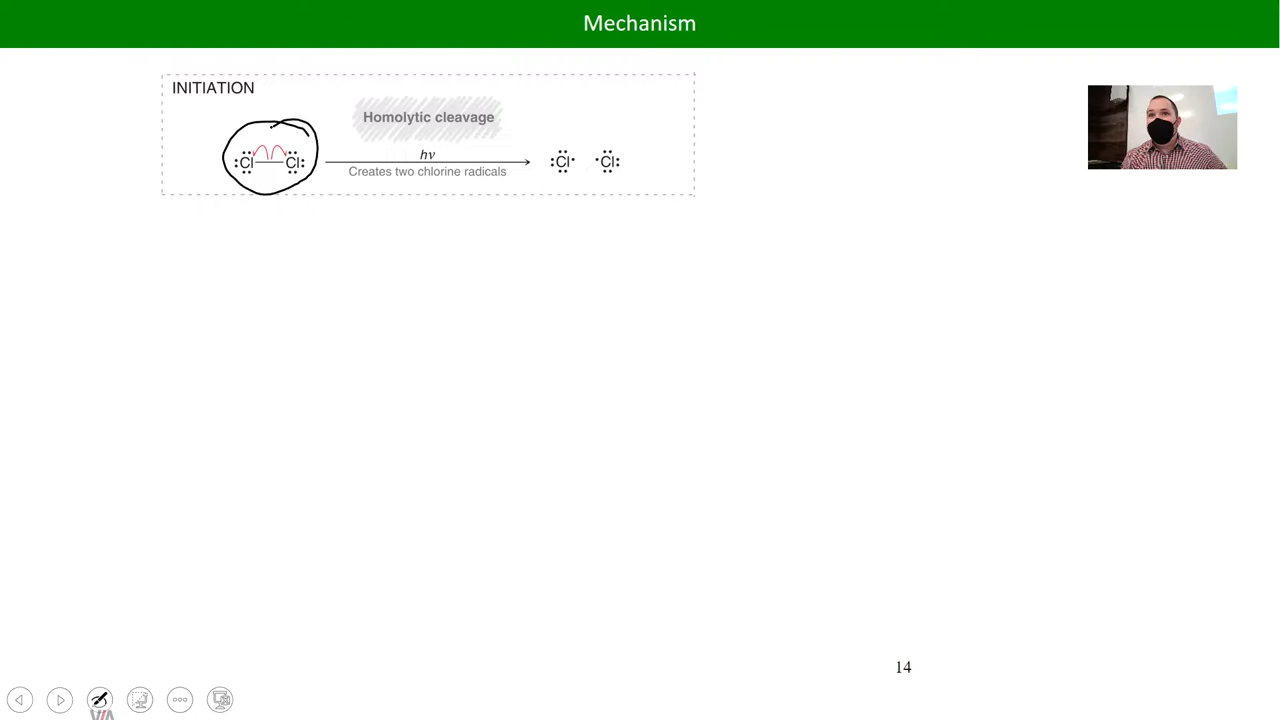 Mechanism
INITIATION
Homolytic cleavage
:Cl—Cl: hν :Cl· ·Cl:
Creates two chlorine radicals
14